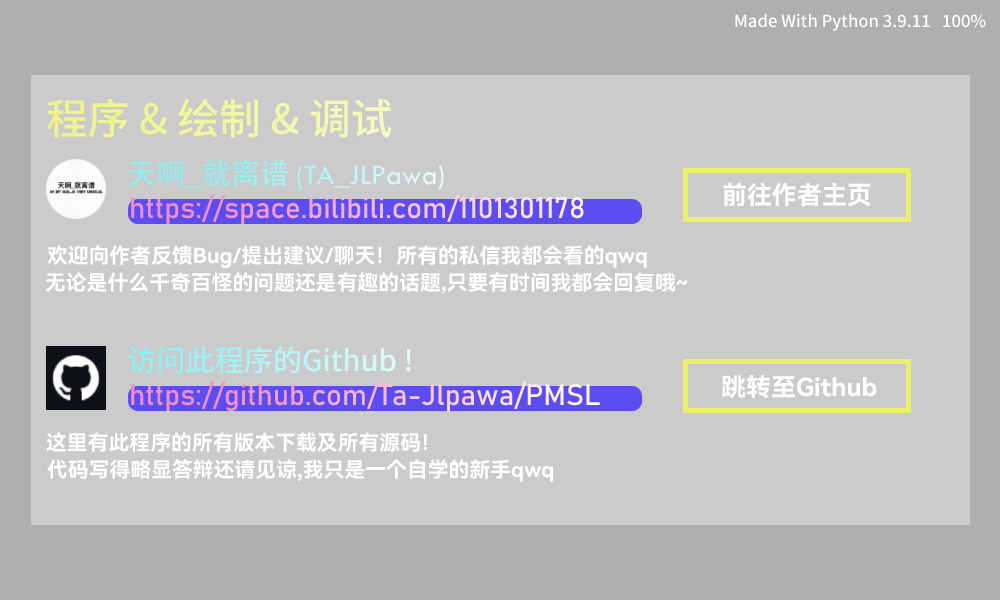 Made With Python 3.9.11 100%
程序 & 绘制 & 调试
天啊_就离谱
天啊_就离谱 (TA_JLPawa)
前往作者主页
https://space.bilibili.com/1101301178
欢迎向作者反馈Bug/提出建议/聊天！所有的私信我都会看的qwq
无论是什么千奇百怪的问题还是有趣的话题,只要有时间我都会回复哦~
访问此程序的Github！
跳转至Github
https://github.com/Ta-Jlpawa/PMSL
这里有此程序的所有版本下载及所有源码！
代码写得略显答辩还请见谅,我只是一个自学的新手qwq